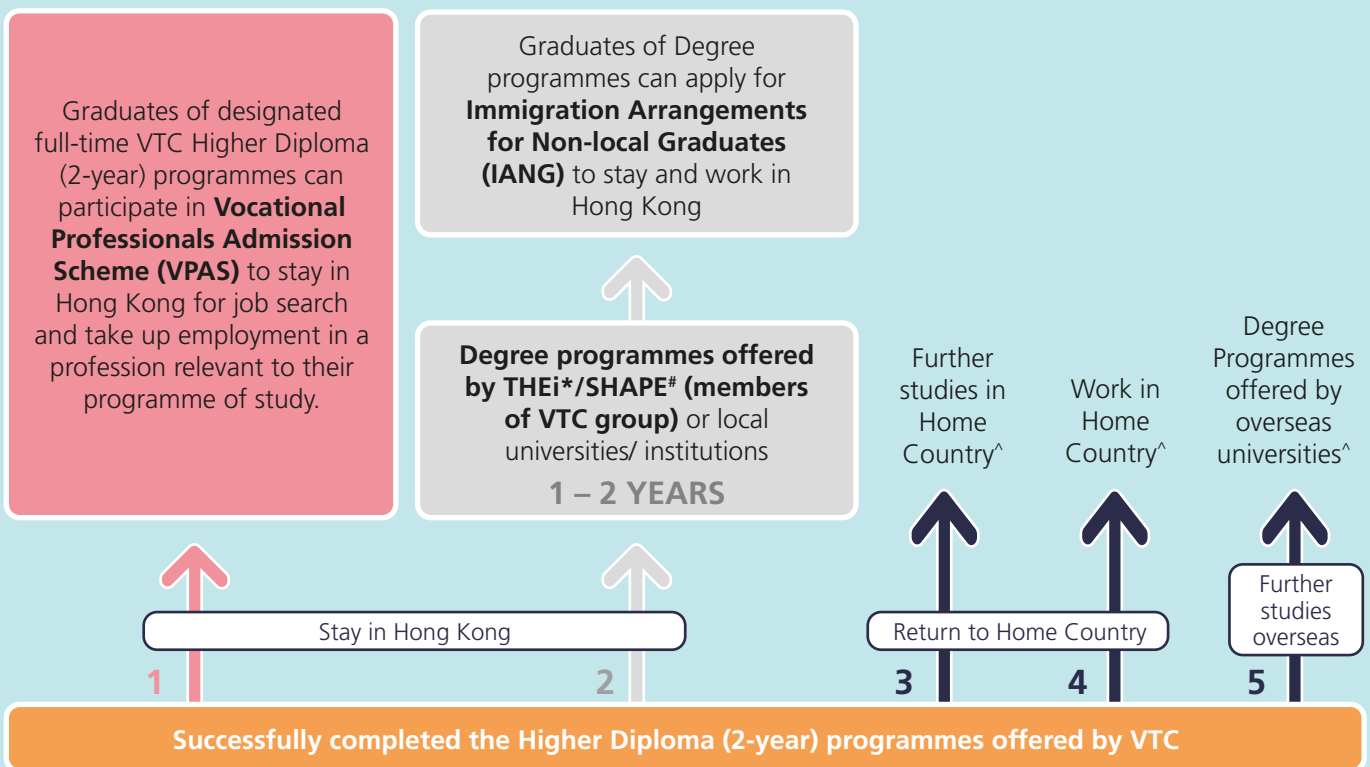 Graduates of designated
full-time VTC Higher Diploma
(2-year) programmes can
participate in Vocational
Professionals Admission
Scheme (VPAS) to stay in
Hong Kong for job search
and take up employment in a
profession relevant to their
programme of study.
Graduates of Degree
programmes can apply for
Immigration Arrangements
for Non-local Graduates
(IANG) to stay and work in
Hong Kong
Degree programmes offered
by THEi*/SHAPE# (members
of VTC group) or local
universities/ institutions
1 – 2 YEARS
Further
studies in
Home
Country^
Work in
Home
Country^
Degree
Programmes
offered by
overseas
universities^
Stay in Hong Kong
Return to Home Country
Further
studies
overseas
1
2
3
4
5
Successfully completed the Higher Diploma (2-year) programmes offered by VTC